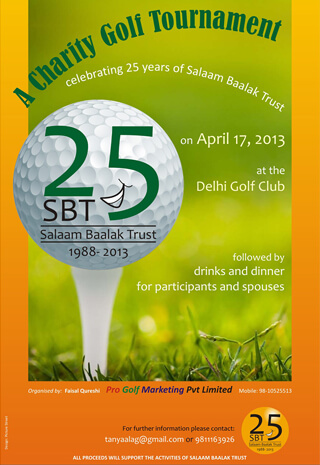 A Charity Golf Tournament
celebrating 25 years of Salaam Baalak Trust
25
SBT
Salaam Baalak Trust
1988- 2013
on April 17, 2013
at the
Delhi Golf Club
followed by
drinks and dinner
for participants and spouses
Organised by: Faisal Qureshi Pro Golf Marketing Pvt Limited Mobile: 98-10525513
For further information please contact:
tanyaalag@gmail.com or 9811163926
25
SBT
1988-2013
ALL PROCEEDS WILL SUPPORT THE ACTIVITIES OF SALAAM BAALAK TRUST